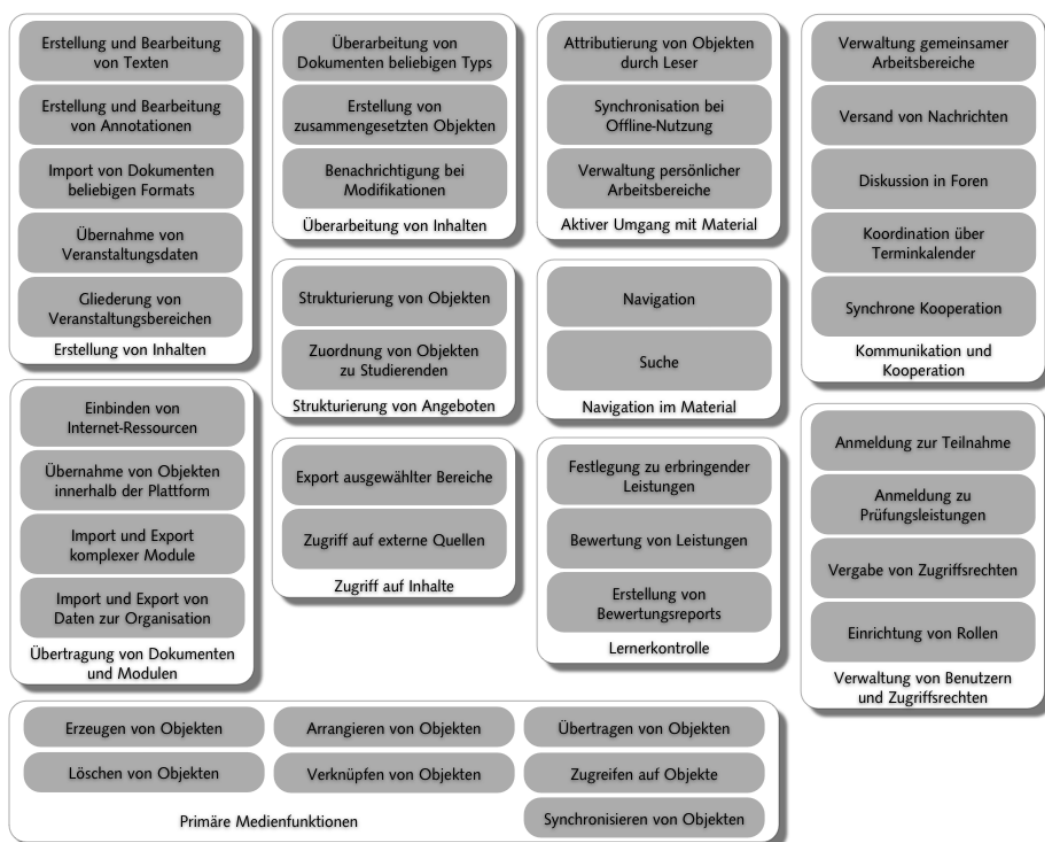 Erstellung und Bearbeitung
von Texten
Erstellung und Bearbeitung
von Annotationen
Import von Dokumenten
beliebigen Formats
Übernahme von
Veranstaltungsdaten
Gliederung von
Veranstaltungsbereichen
Erstellung von Inhalten
Überarbeitung von
Dokumenten beliebigen Typs
Erstellung von
zusammengesetzten Objekten
Benachrichtigung bei
Modifikationen
Überarbeitung von Inhalten
Attributierung von Objekten
durch Leser
Synchronisation bei
Offline-Nutzung
Verwaltung persönlicher
Arbeitsbereiche
Aktiver Umgang mit Material
Verwaltung gemeinsamer
Arbeitsbereiche
Versand von Nachrichten
Diskussion in Foren
Koordination über
Terminkalender
Synchrone Kooperation
Kommunikation und
Kooperation
Strukturierung von Objekten
Zuordnung von Objekten
zu Studierenden
Strukturierung von Angeboten
Navigation
Suche
Navigation im Material
Einbinden von
Internet-Ressourcen
Übernahme von Objekten
innerhalb der Plattform
Import und Export
komplexer Module
Import und Export von
Daten zur Organisation
Übertragung von Dokumenten
und Modulen
Export ausgewählter Bereiche
Zugriff auf externe Quellen
Zugriff auf Inhalte
Festlegung zu erbringender
Leistungen
Bewertung von Leistungen
Erstellung von
Bewertungsreports
Lernerkontrolle
Anmeldung zur Teilnahme
Anmeldung zu
Prüfungsleistungen
Vergabe von Zugriffsrechten
Einrichtung von Rollen
Verwaltung von Benutzern
und Zugriffsrechten
Erzeugen von Objekten
Arrangieren von Objekten
Übertragen von Objekten
Löschen von Objekten
Verknüpfen von Objekten
Zugreifen auf Objekte
Primäre Medienfunktionen
Synchronisieren von Objekten